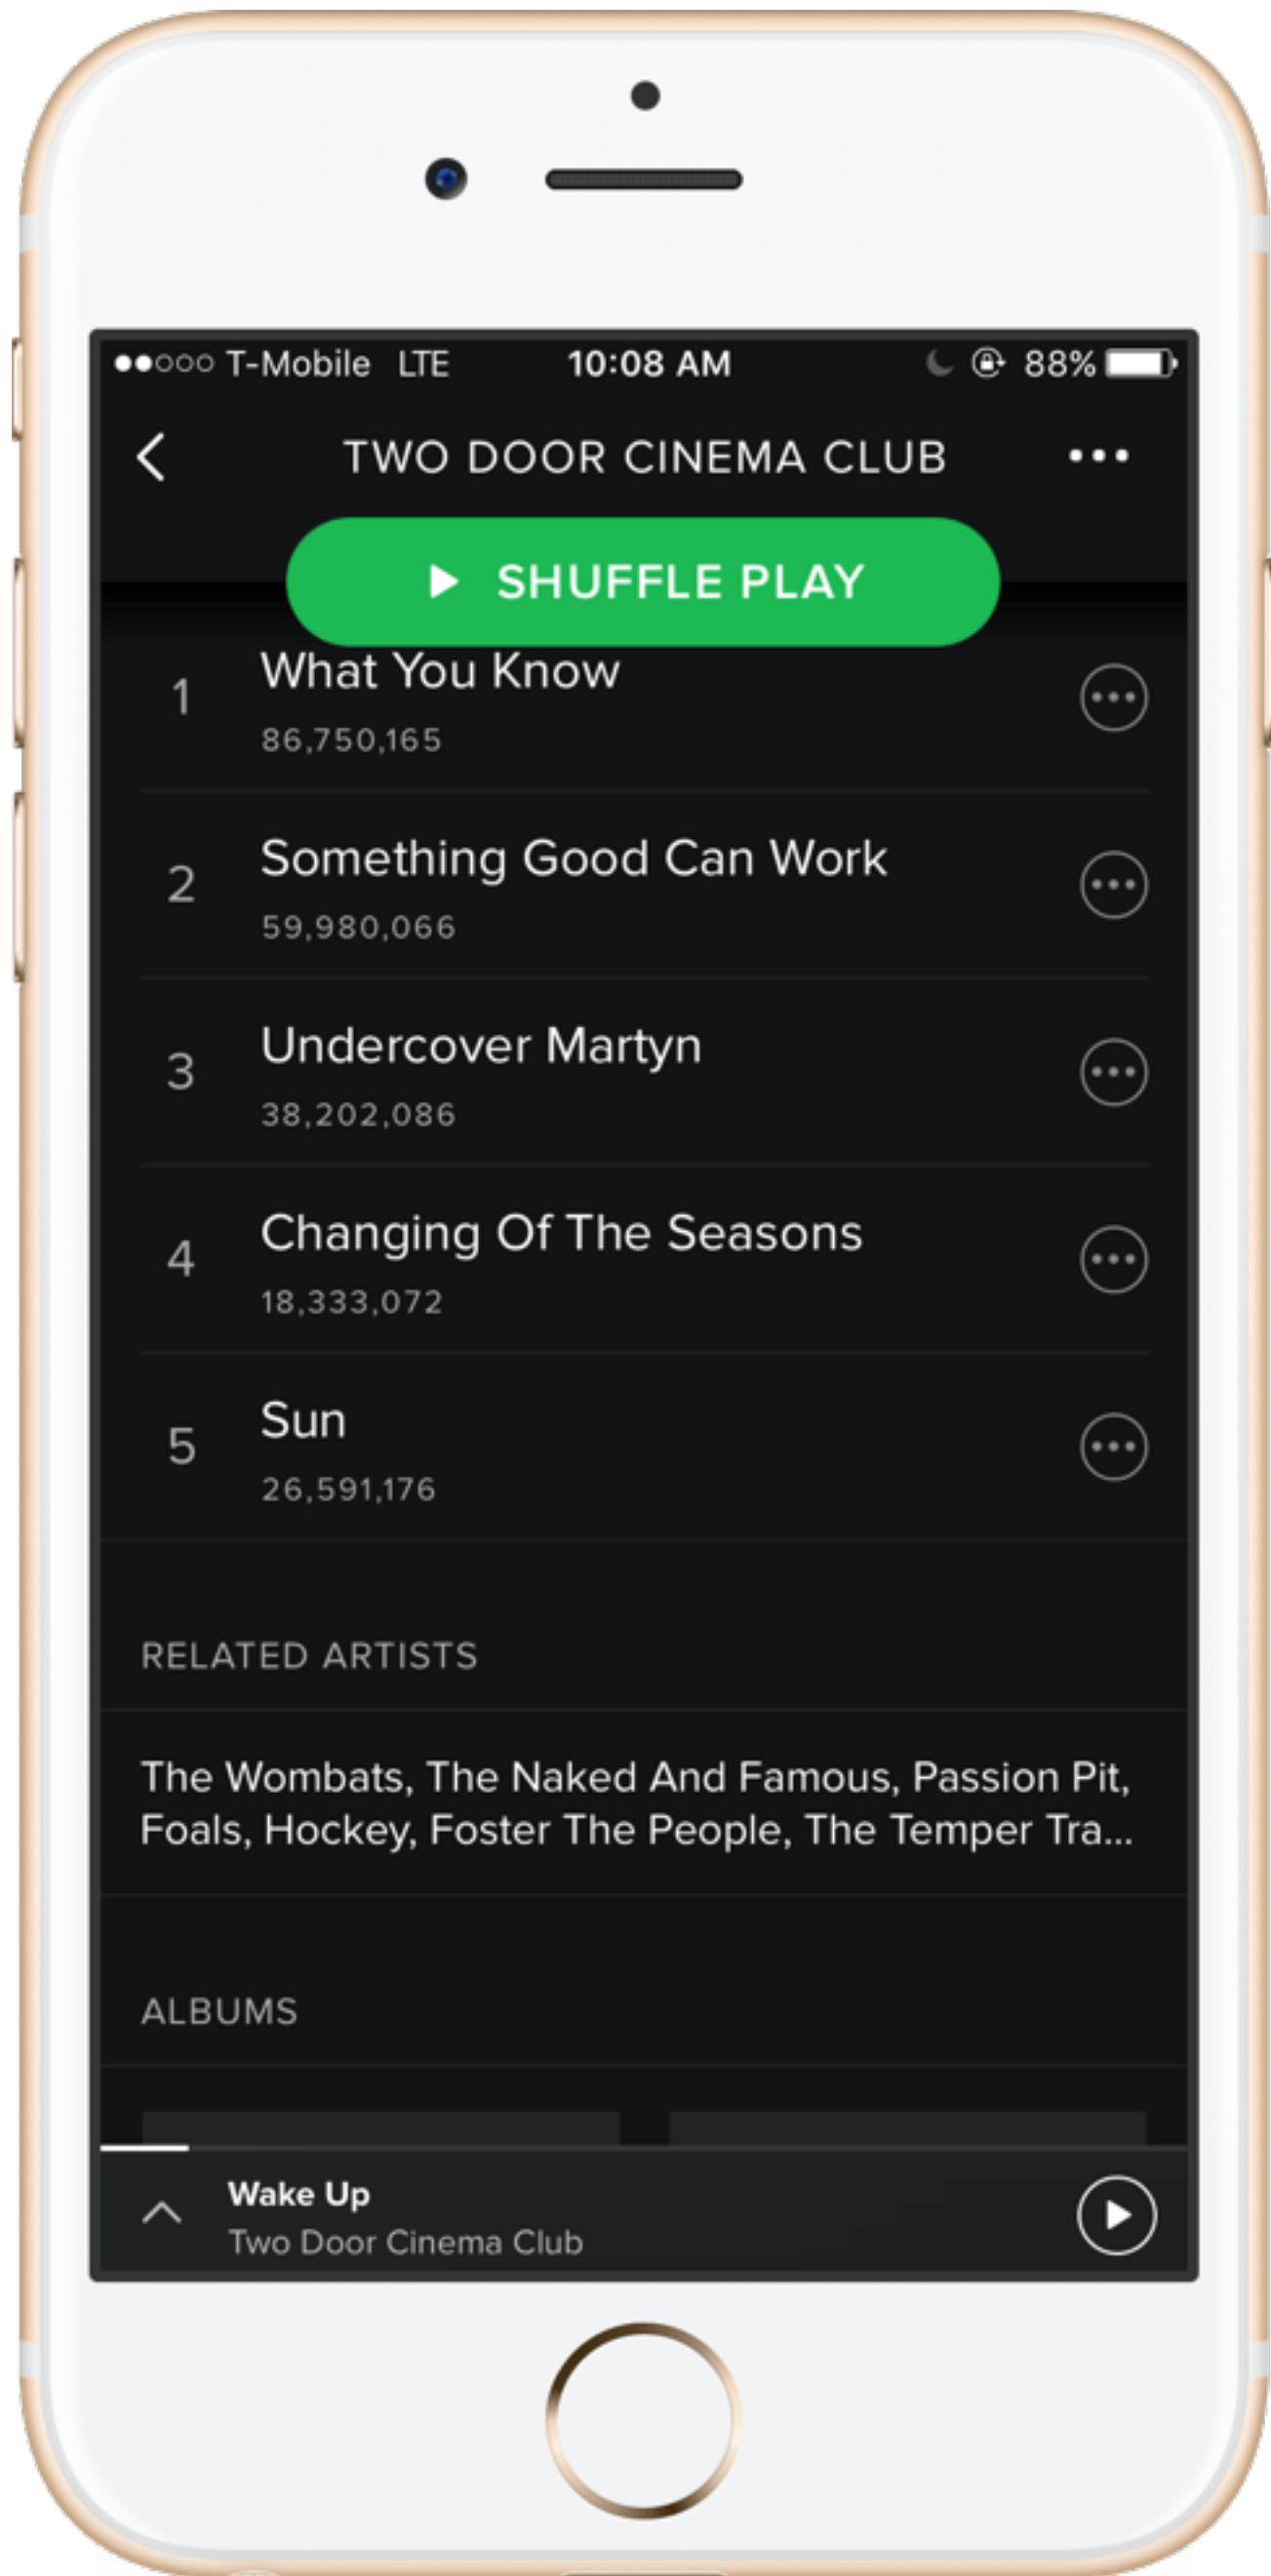 T-Mobile LTE 10:08 AM 88%
TWO DOOR CINEMA CLUB
SHUFFLE PLAY
1 What You Know
86,750,165
2 Something Good Can Work
59,980,066
3 Undercover Martyn
38,202,086
4 Changing Of The Seasons
18,333,072
5 Sun
26,591,176
RELATED ARTISTS
The Wombats, The Naked And Famous, Passion Pit,
Foals, Hockey, Foster The People, The Temper Tra...
ALBUMS
Wake Up
Two Door Cinema Club